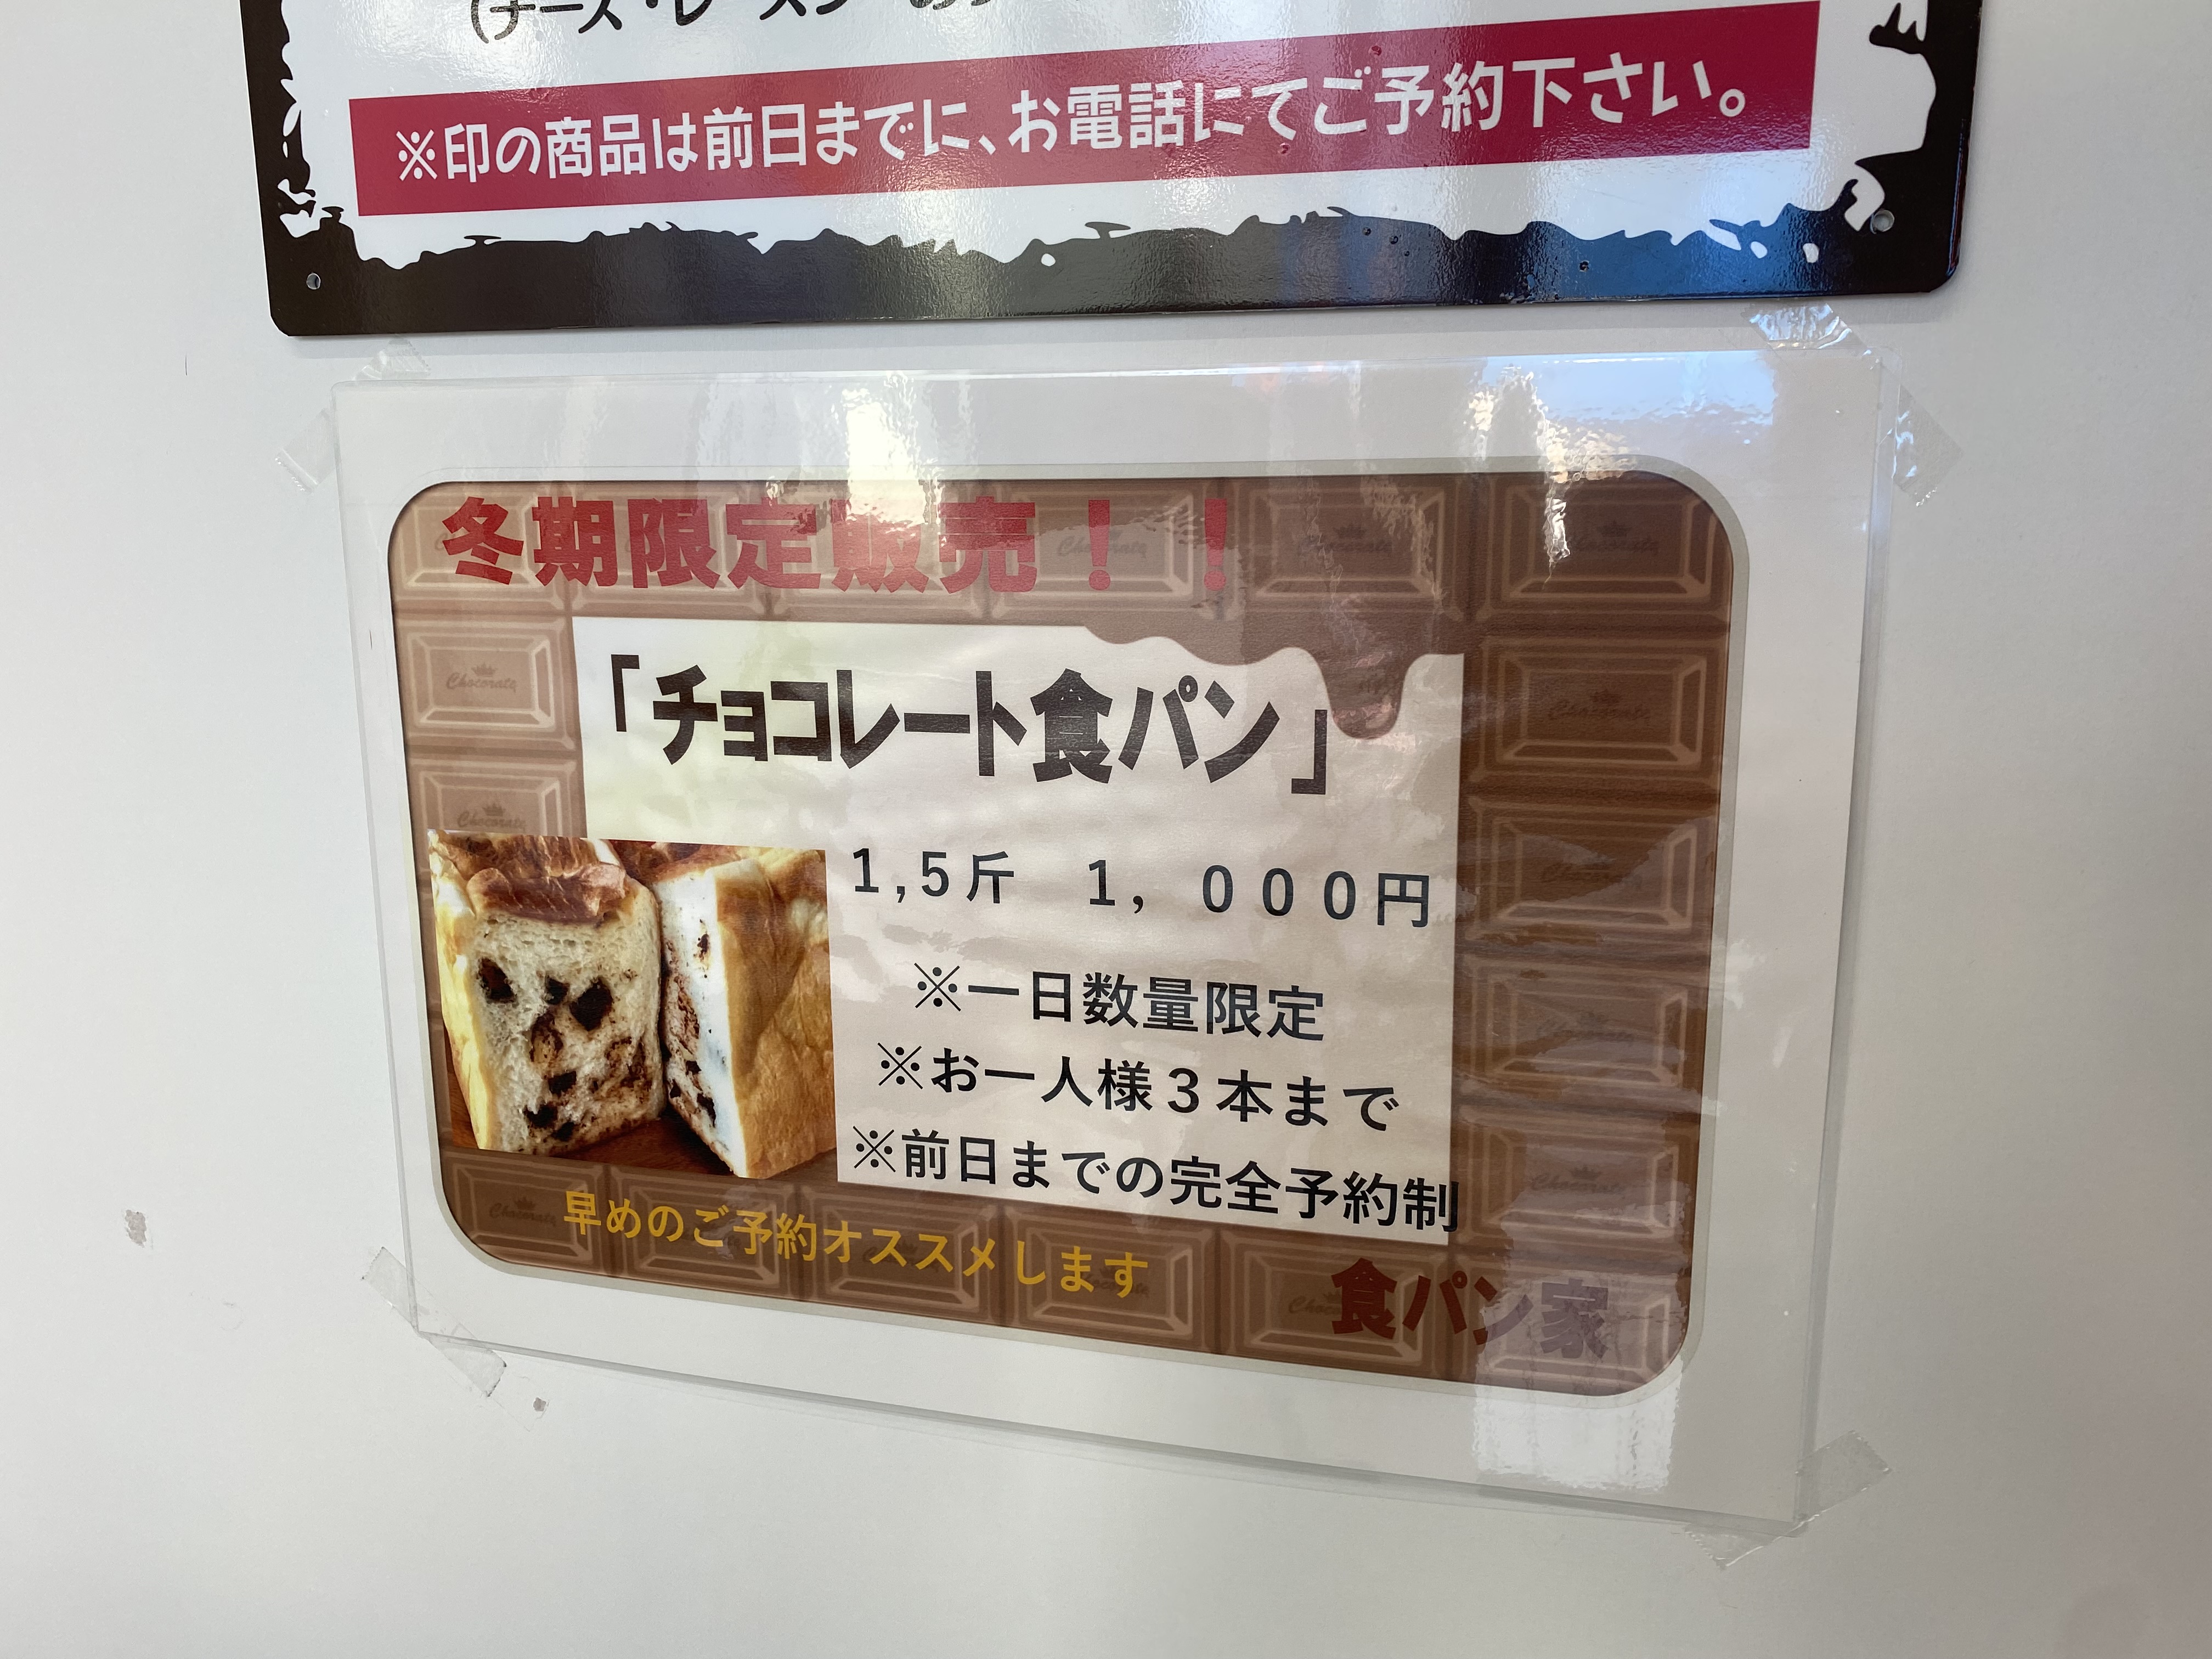 ※印の商品は前日までに、お電話にてご予約下さい。
冬期限定販売！！
「チョコレート食パン」
1,5斤　1，０００円
※一日数量限定
※お一人様３本まで
※前日までの完全予約制
早めのご予約オススメします
食パン家
Chocorate